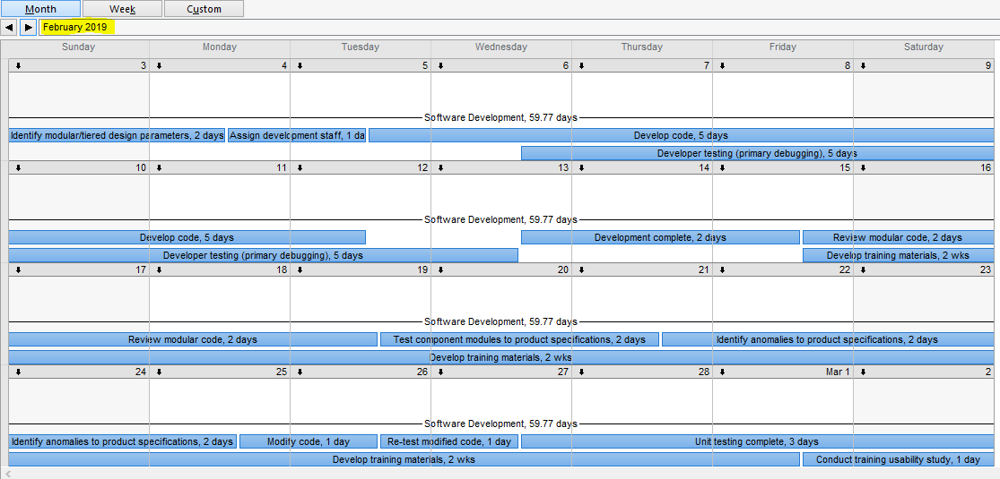 Month Week Custom
February 2019
Sunday Monday Tuesday Wednesday Thursday Friday Saturday
3 4 5 6 7 8 9
Software Development, 59.77 days
Identify modular/tiered design parameters, 2 days Assign development staff, 1 da Develop code, 5 days
Developer testing (primary debugging), 5 days
10 11 12 13 14 15 16
Software Development, 59.77 days
Develop code, 5 days Development complete, 2 days Review modular code, 2 days
Developer testing (primary debugging), 5 days Develop training materials, 2 wks
17 18 19 20 21 22 23
Software Development, 59.77 days
Review modular code, 2 days Test component modules to product specifications, 2 days Identify anomalies to product specifications, 2 days
Develop training materials, 2 wks
24 25 26 27 28 Mar 1 2
Software Development, 59.77 days
Identify anomalies to product specifications, 2 days Modify code, 1 day Re-test modified code, 1 day Unit testing complete, 3 days
Develop training materials, 2 wks Conduct training usability study, 1 day